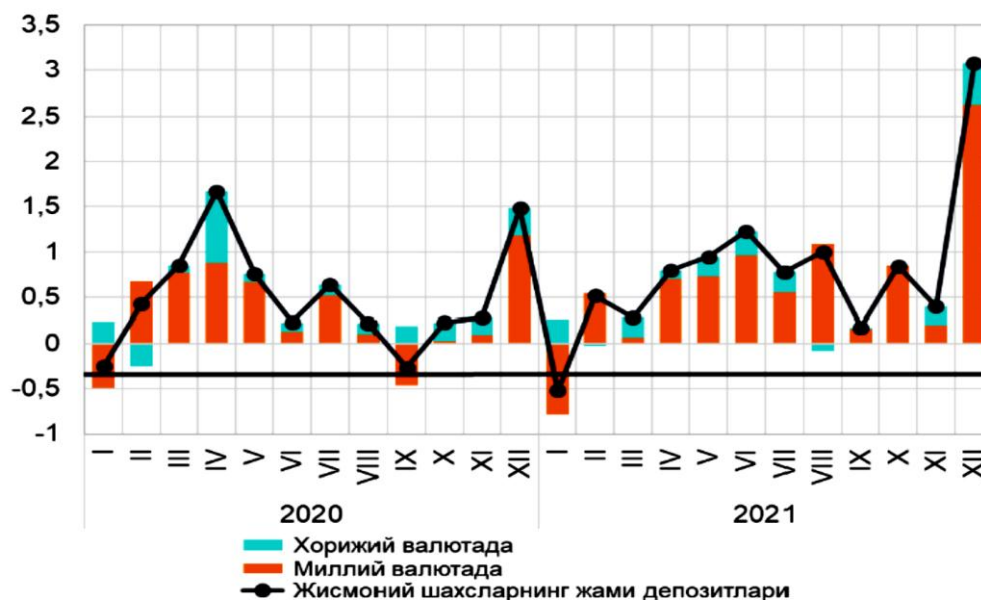 3,5
3
2,5
2
1,5
1
0,5
0
-0,5
-1
I II III IV V VI VII VIII IX X XI XII I II III IV V VI VII VIII IX X XI XII
2020 2021
Хорижий валютада
Миллий валютада
Жисмоний шахсларнинг жами депозитлари